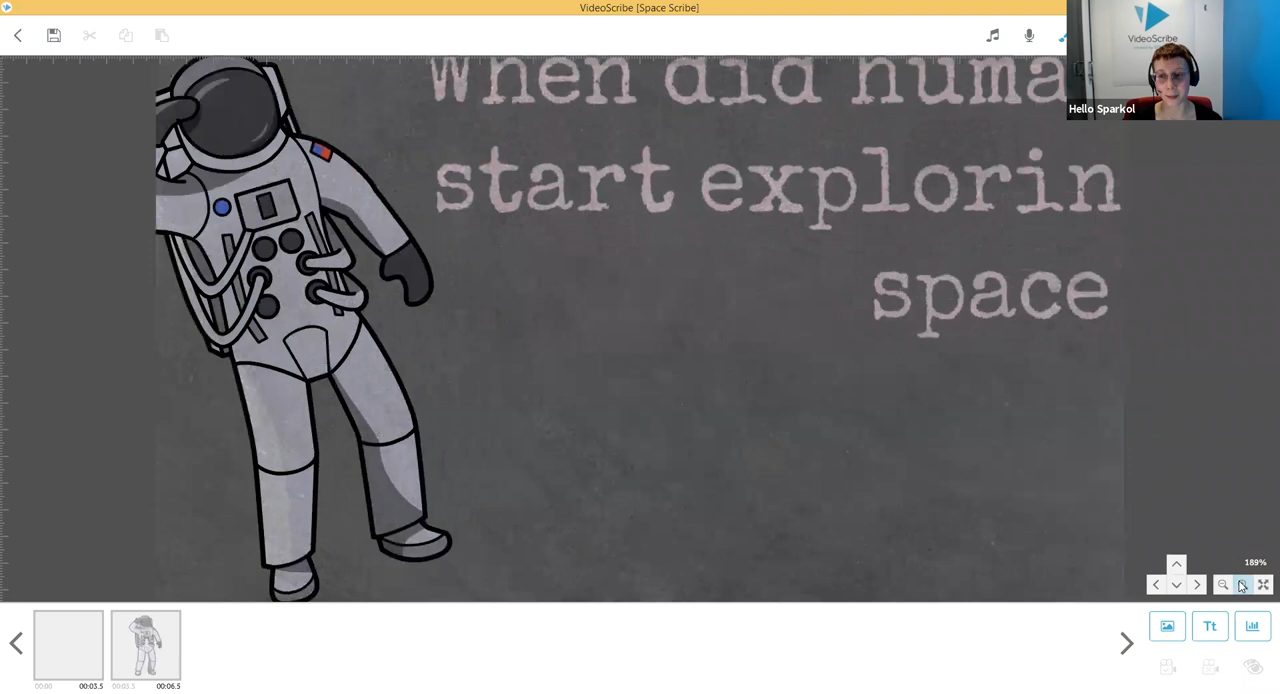 VideoScribe [Space Scribe]
VideoScribe
Hello Sparkol
When did huma
start explorin
space
189%
Tt
00:00 00:03.5 00:03.5 00:06.5